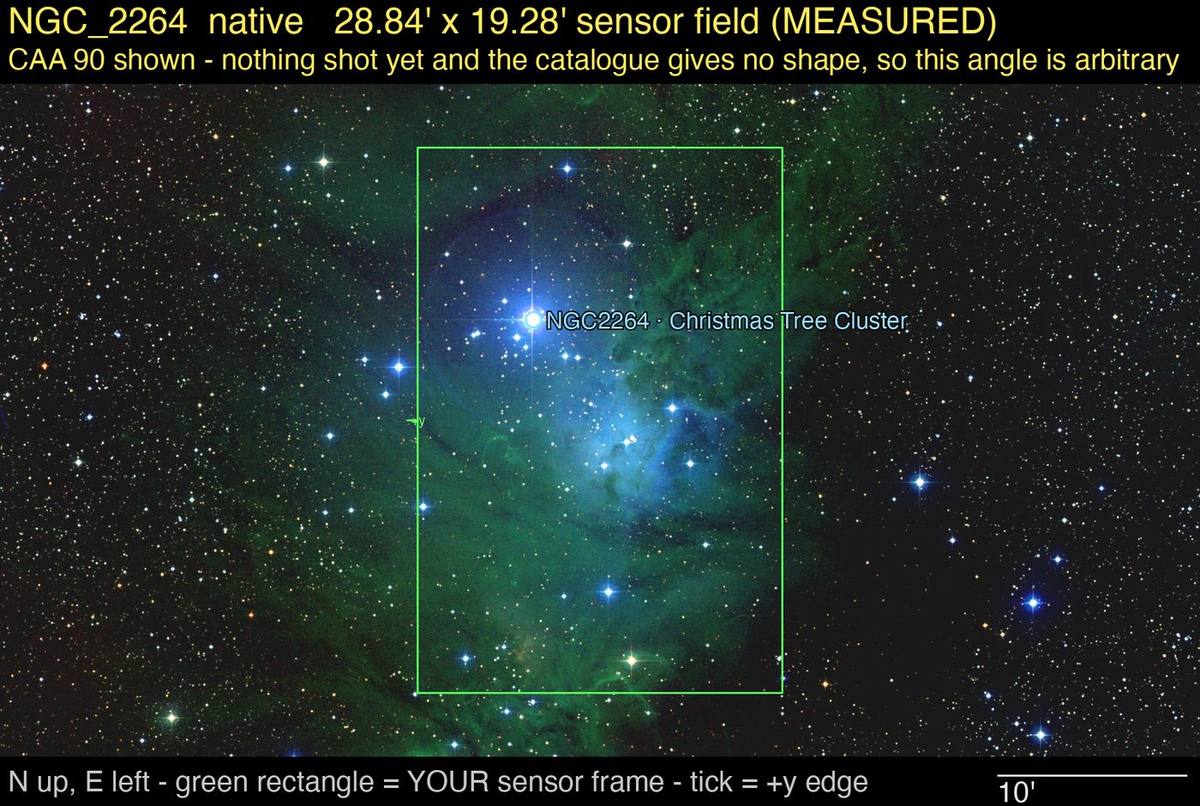 NGC_2264 native 28.84' x 19.28' sensor field (MEASURED)
CAA 90 shown - nothing shot yet and the catalogue gives no shape, so this angle is arbitrary
NGC2264 · Christmas Tree Cluster
+y
N up, E left - green rectangle = YOUR sensor frame - tick = +y edge
10'